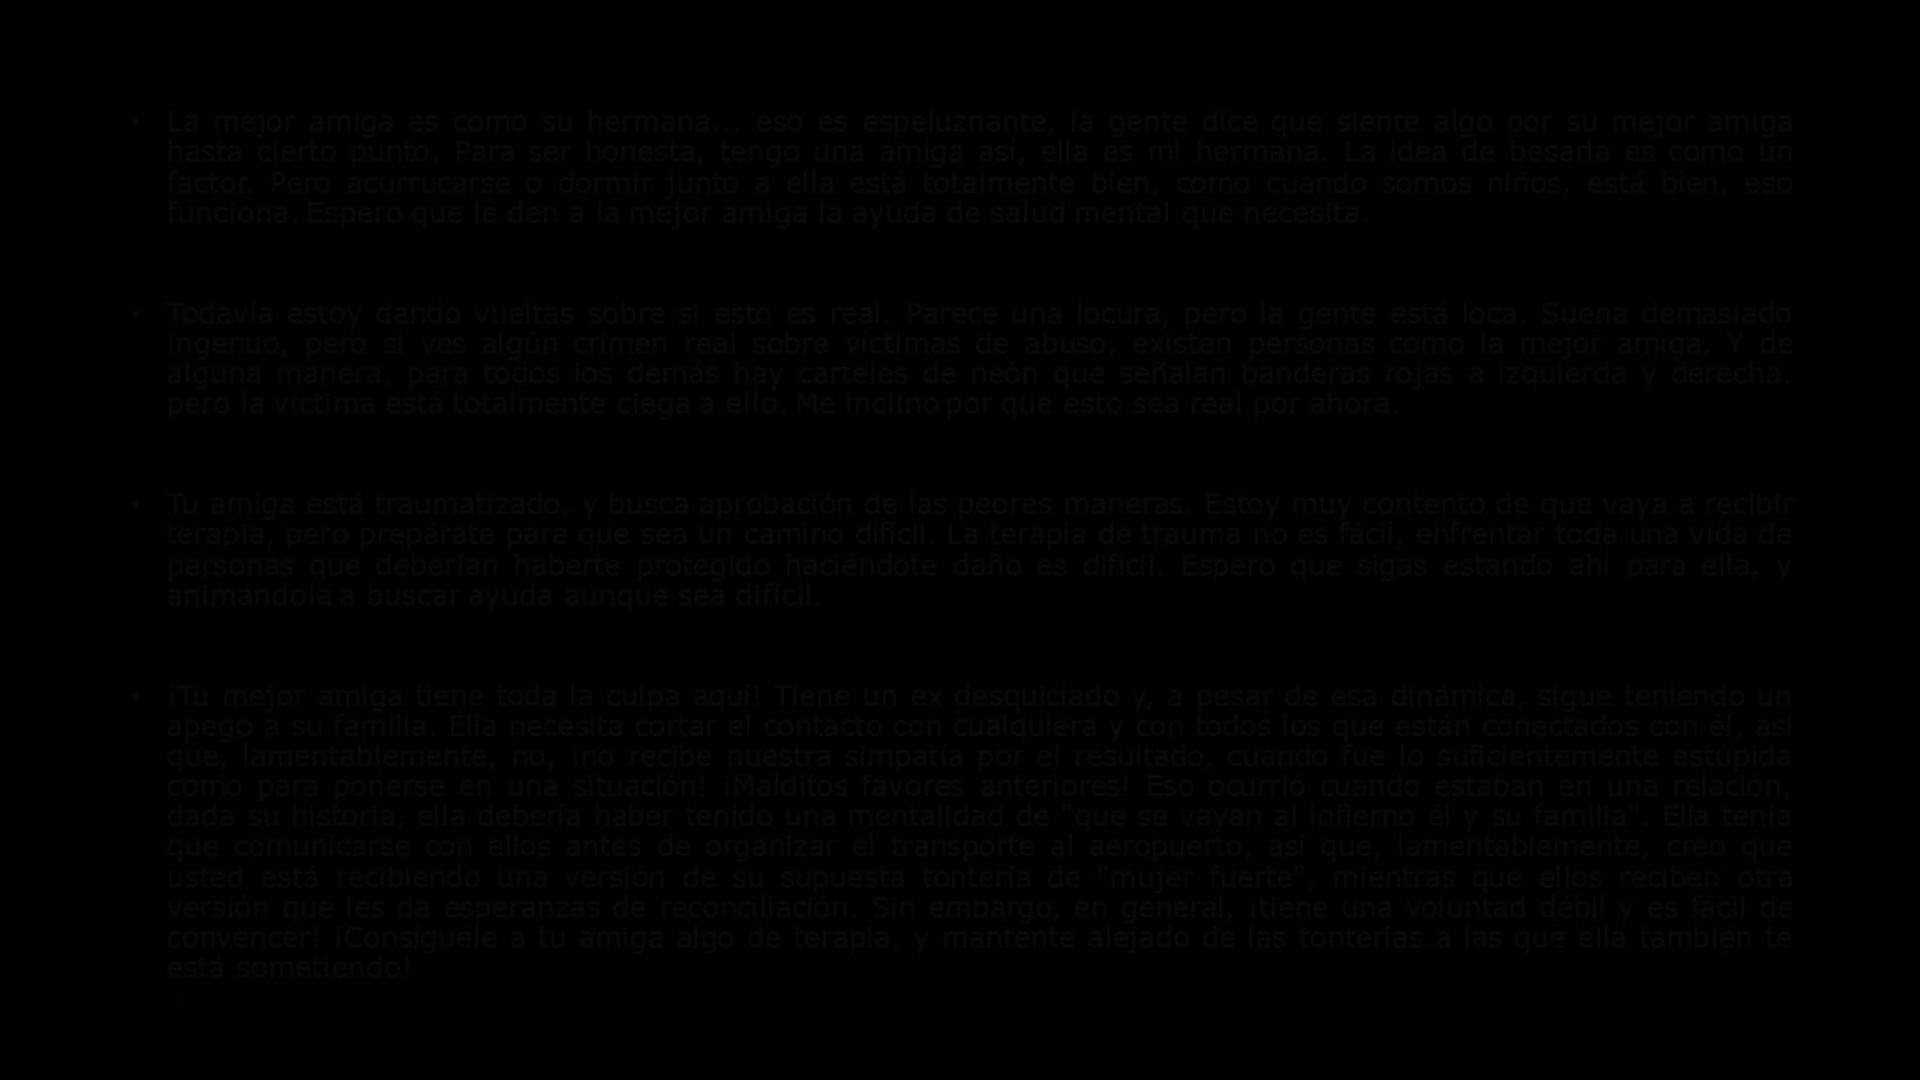 • La mejor amiga es como su hermana... eso es espeluznante, la gente dice que siente algo por su mejor amiga
hasta cierto punto. Para ser honesta, tengo una amiga así, ella es mi hermana. La idea de besarla es como un
factor. Pero acurrucarse o dormir junto a ella está totalmente bien, como cuando somos niños, está bien, eso
funciona. Espero que le den a la mejor amiga la ayuda de salud mental que necesita.
• Todavía estoy dando vueltas sobre si esto es real. Parece una locura, pero la gente está loca. Suena demasiado
ingenuo, pero si ves algún crimen real sobre víctimas de abuso, existen personas como la mejor amiga. Y de
alguna manera, para todos los demás hay carteles de neón que señalan banderas rojas a izquierda y derecha.
pero la víctima está totalmente ciega a ello. Me inclino por que esto sea real por ahora.
• Tu amiga está traumatizado, y busca aprobación de las peores maneras. Estoy muy contento de que vaya a recibir
terapia, pero prepárate para que sea un camino difícil. La terapia de trauma no es fácil, enfrentar toda una vida de
personas que deberían haberte protegido haciéndote daño es difícil. Espero que sigas estando ahí para ella, y
animándola a buscar ayuda aunque sea difícil.
• ¡Tu mejor amiga tiene toda la culpa aquí! Tiene un ex desquiciado y, a pesar de esa dinámica, sigue teniendo un
apego a su familia. Ella necesita cortar el contacto con cualquiera y con todos los que están conectados con él, así
que, lamentablemente, no, ¡no recibe nuestra simpatía por el resultado, cuando fue lo suficientemente estúpida
como para ponerse en una situación! ¡Malditos favores anteriores! Eso ocurrió cuando estaban en una relación,
dada su historia, ella debería haber tenido una mentalidad de "que se vayan al infierno él y su familia". Ella tenía
que comunicarse con ellos antes de organizar el transporte al aeropuerto, así que, lamentablemente, creo que
usted está recibiendo una versión de su supuesta tontería de "mujer fuerte", mientras que ellos reciben otra
versión que les da esperanzas de reconciliación. Sin embargo, en general, ¡tiene una voluntad débil y es fácil de
convencer! ¡Consíguele a tu amiga algo de terapia, y mantente alejado de las tonterías a las que ella también te
está sometiendo!